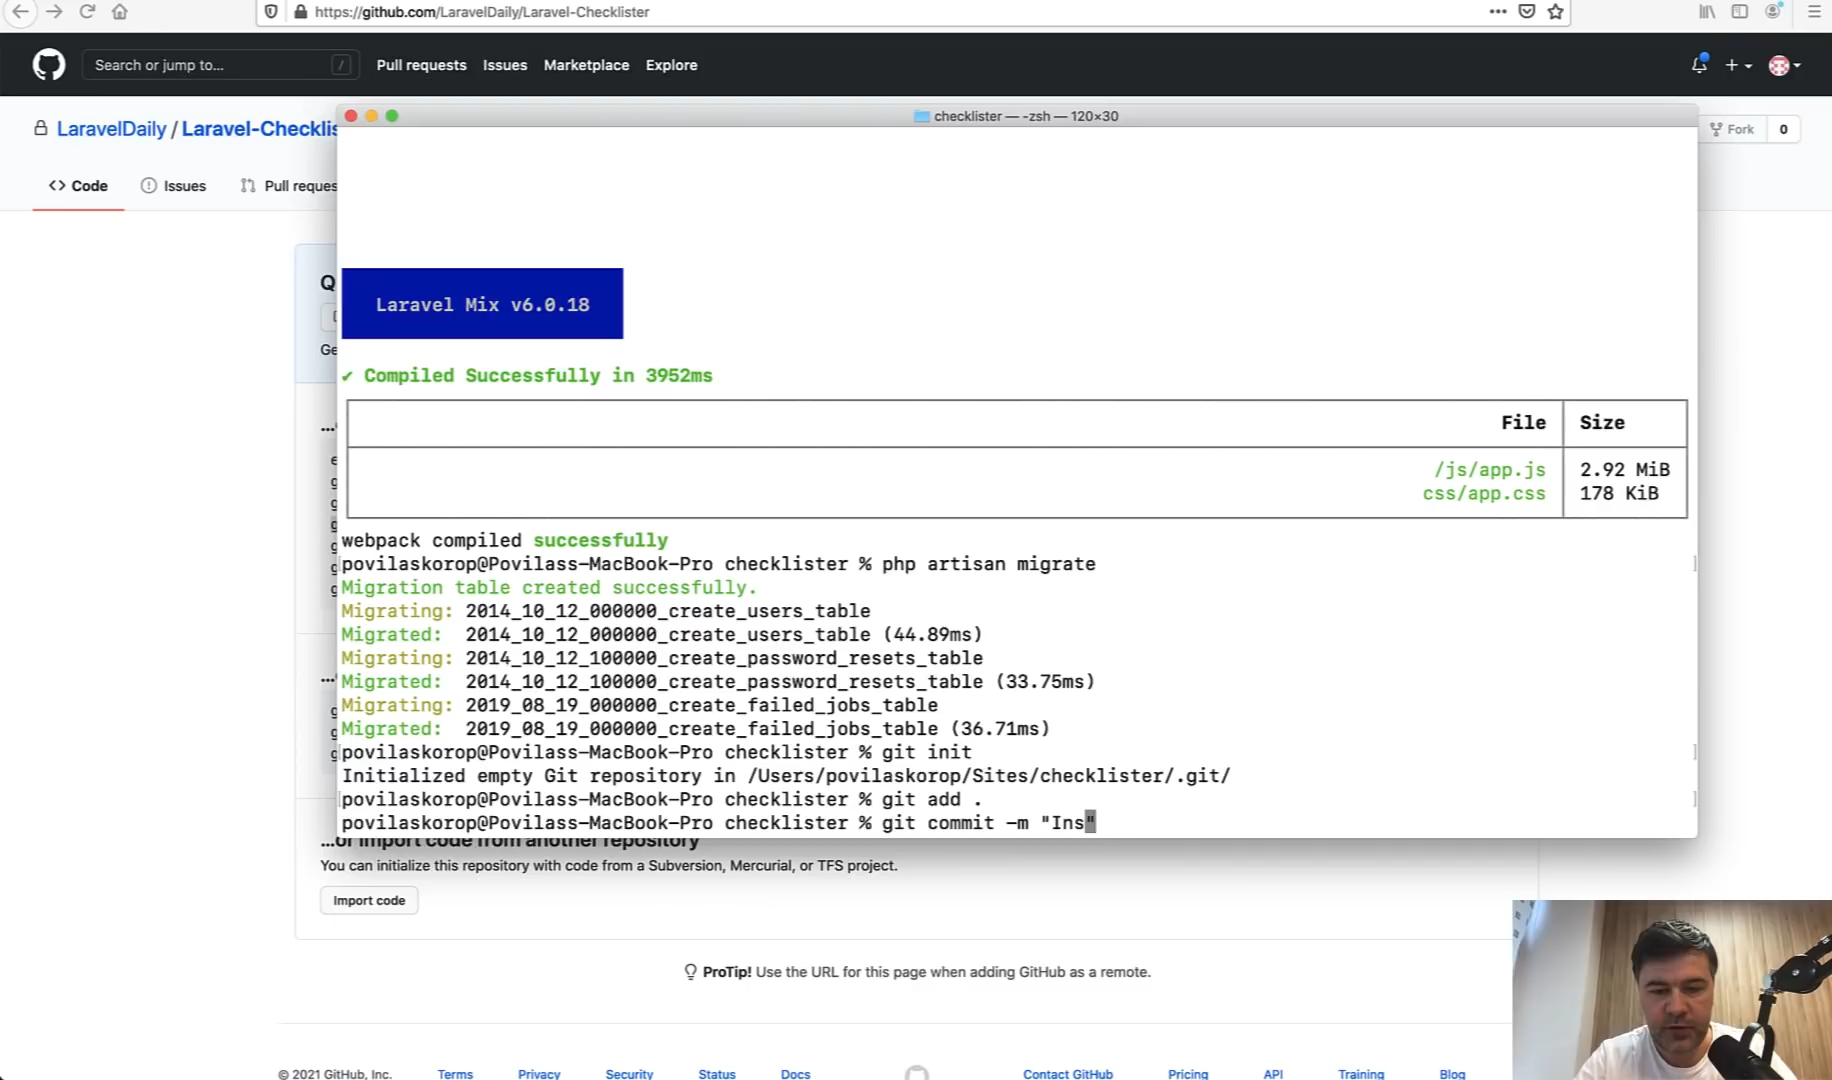 https://github.com/LaravelDaily/Laravel-Checklister
Search or jump to... /
Pull requests Issues Marketplace Explore
LaravelDaily / Laravel-Checklis
Fork 0
Code Issues Pull reques
checklister — -zsh — 120×30
Q
Ge
Laravel Mix v6.0.18
✔ Compiled Successfully in 3952ms
File Size
/js/app.js 2.92 MiB
css/app.css 178 KiB
webpack compiled successfully
povilaskorop@Povilass-MacBook-Pro checklister % php artisan migrate
Migration table created successfully.
Migrating: 2014_10_12_000000_create_users_table
Migrated: 2014_10_12_000000_create_users_table (44.89ms)
Migrating: 2014_10_12_100000_create_password_resets_table
Migrated: 2014_10_12_100000_create_password_resets_table (33.75ms)
Migrating: 2019_08_19_000000_create_failed_jobs_table
Migrated: 2019_08_19_000000_create_failed_jobs_table (36.71ms)
povilaskorop@Povilass-MacBook-Pro checklister % git init
Initialized empty Git repository in /Users/povilaskorop/Sites/checklister/.git/
povilaskorop@Povilass-MacBook-Pro checklister % git add .
povilaskorop@Povilass-MacBook-Pro checklister % git commit -m "Ins"
...or import code from another repository
You can initialize this repository with code from a Subversion, Mercurial, or TFS project.
Import code
ProTip! Use the URL for this page when adding GitHub as a remote.
© 2021 GitHub, Inc. Terms Privacy Security Status Docs Contact GitHub Pricing API Training Blog